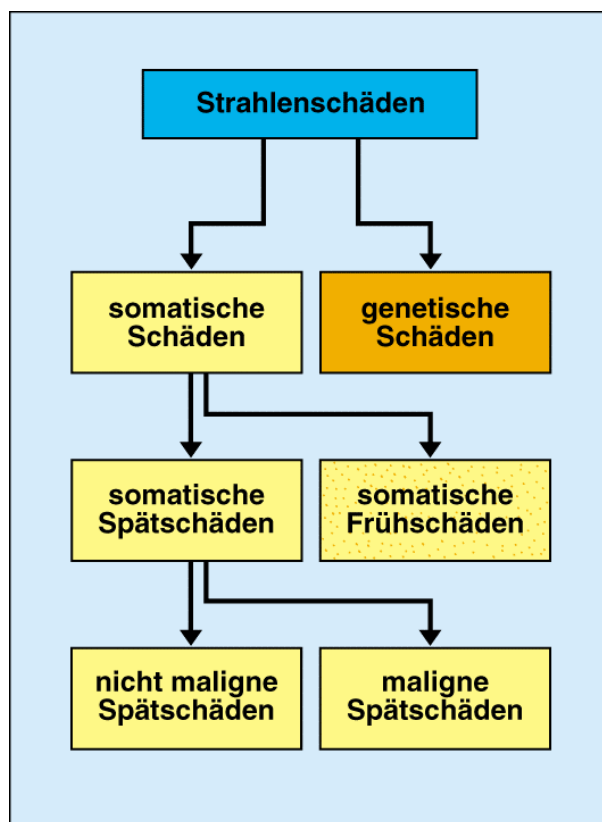 Strahlenschäden
somatische
Schäden
genetische
Schäden
somatische
Spätschäden
somatische
Frühschäden
nicht maligne
Spätschäden
maligne
Spätschäden